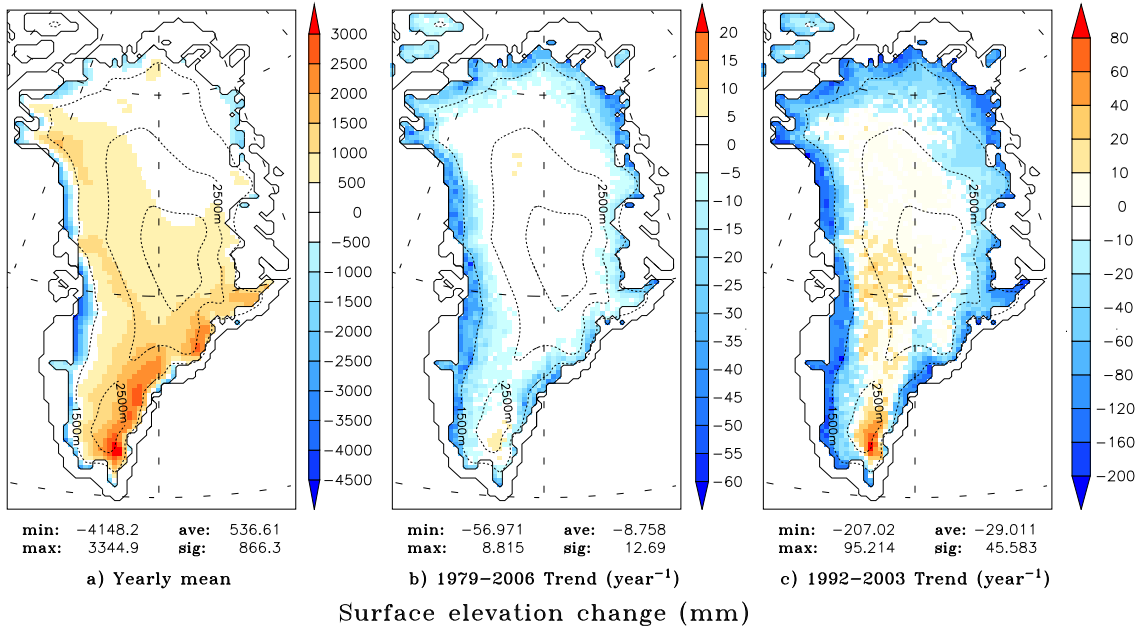 3000
2500
2000
1500
1000
500
0
−500
−1000
−1500
−2000
−2500
−3000
−3500
−4000
−4500
2500m
2500m
1500m
min: −4148.2 ave: 536.61
max: 3344.9 sig: 866.3
a) Yearly mean
20
15
10
5
0
−5
−10
−15
−20
−25
−30
−35
−40
−45
−50
−55
−60
2500m
2500m
1500m
min: −56.971 ave: −8.758
max: 8.815 sig: 12.69
b) 1979−2006 Trend (year⁻¹)
80
60
40
20
10
0
−10
−20
−40
−60
−80
−120
−160
−200
2500m
2500m
1500m
min: −207.02 ave: −29.011
max: 95.214 sig: 45.583
c) 1992−2003 Trend (year⁻¹)
Surface elevation change (mm)